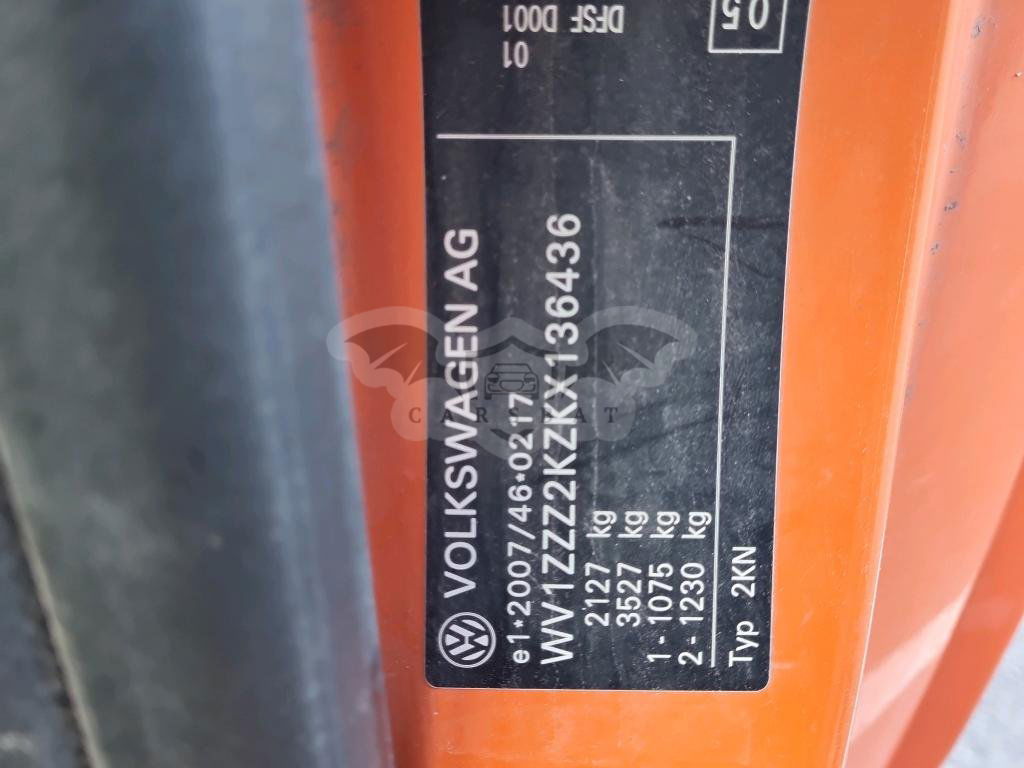 VOLKSWAGEN AG
e1*2007/46*0217
WV1ZZZ2KZKX136436
2127 kg
3527 kg
1 - 1075 kg
2 - 1230 kg
Typ 2KN
01
DFSF D001
05
CARSBAT